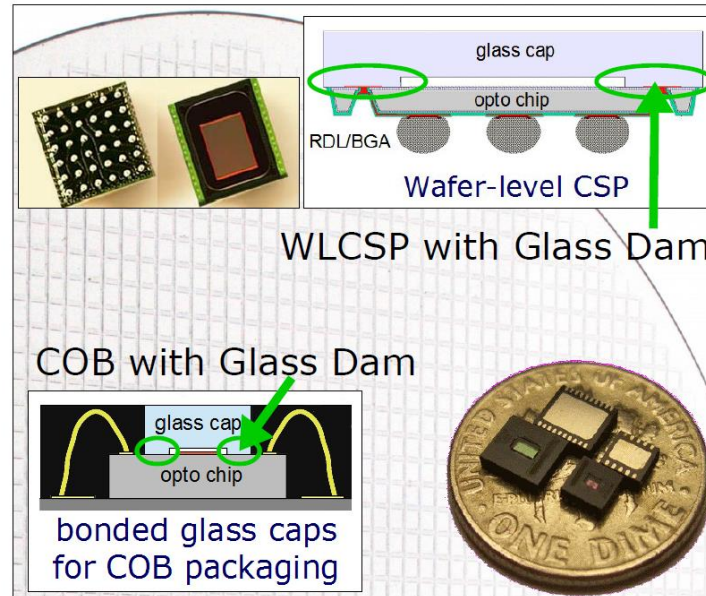 glass cap
opto chip
RDL/BGA
Wafer-level CSP
WLCSP with Glass Dam
COB with Glass Dam
glass cap
opto chip
bonded glass caps
for COB packaging
UNITED STATES OF AMERICA
ONE DIME